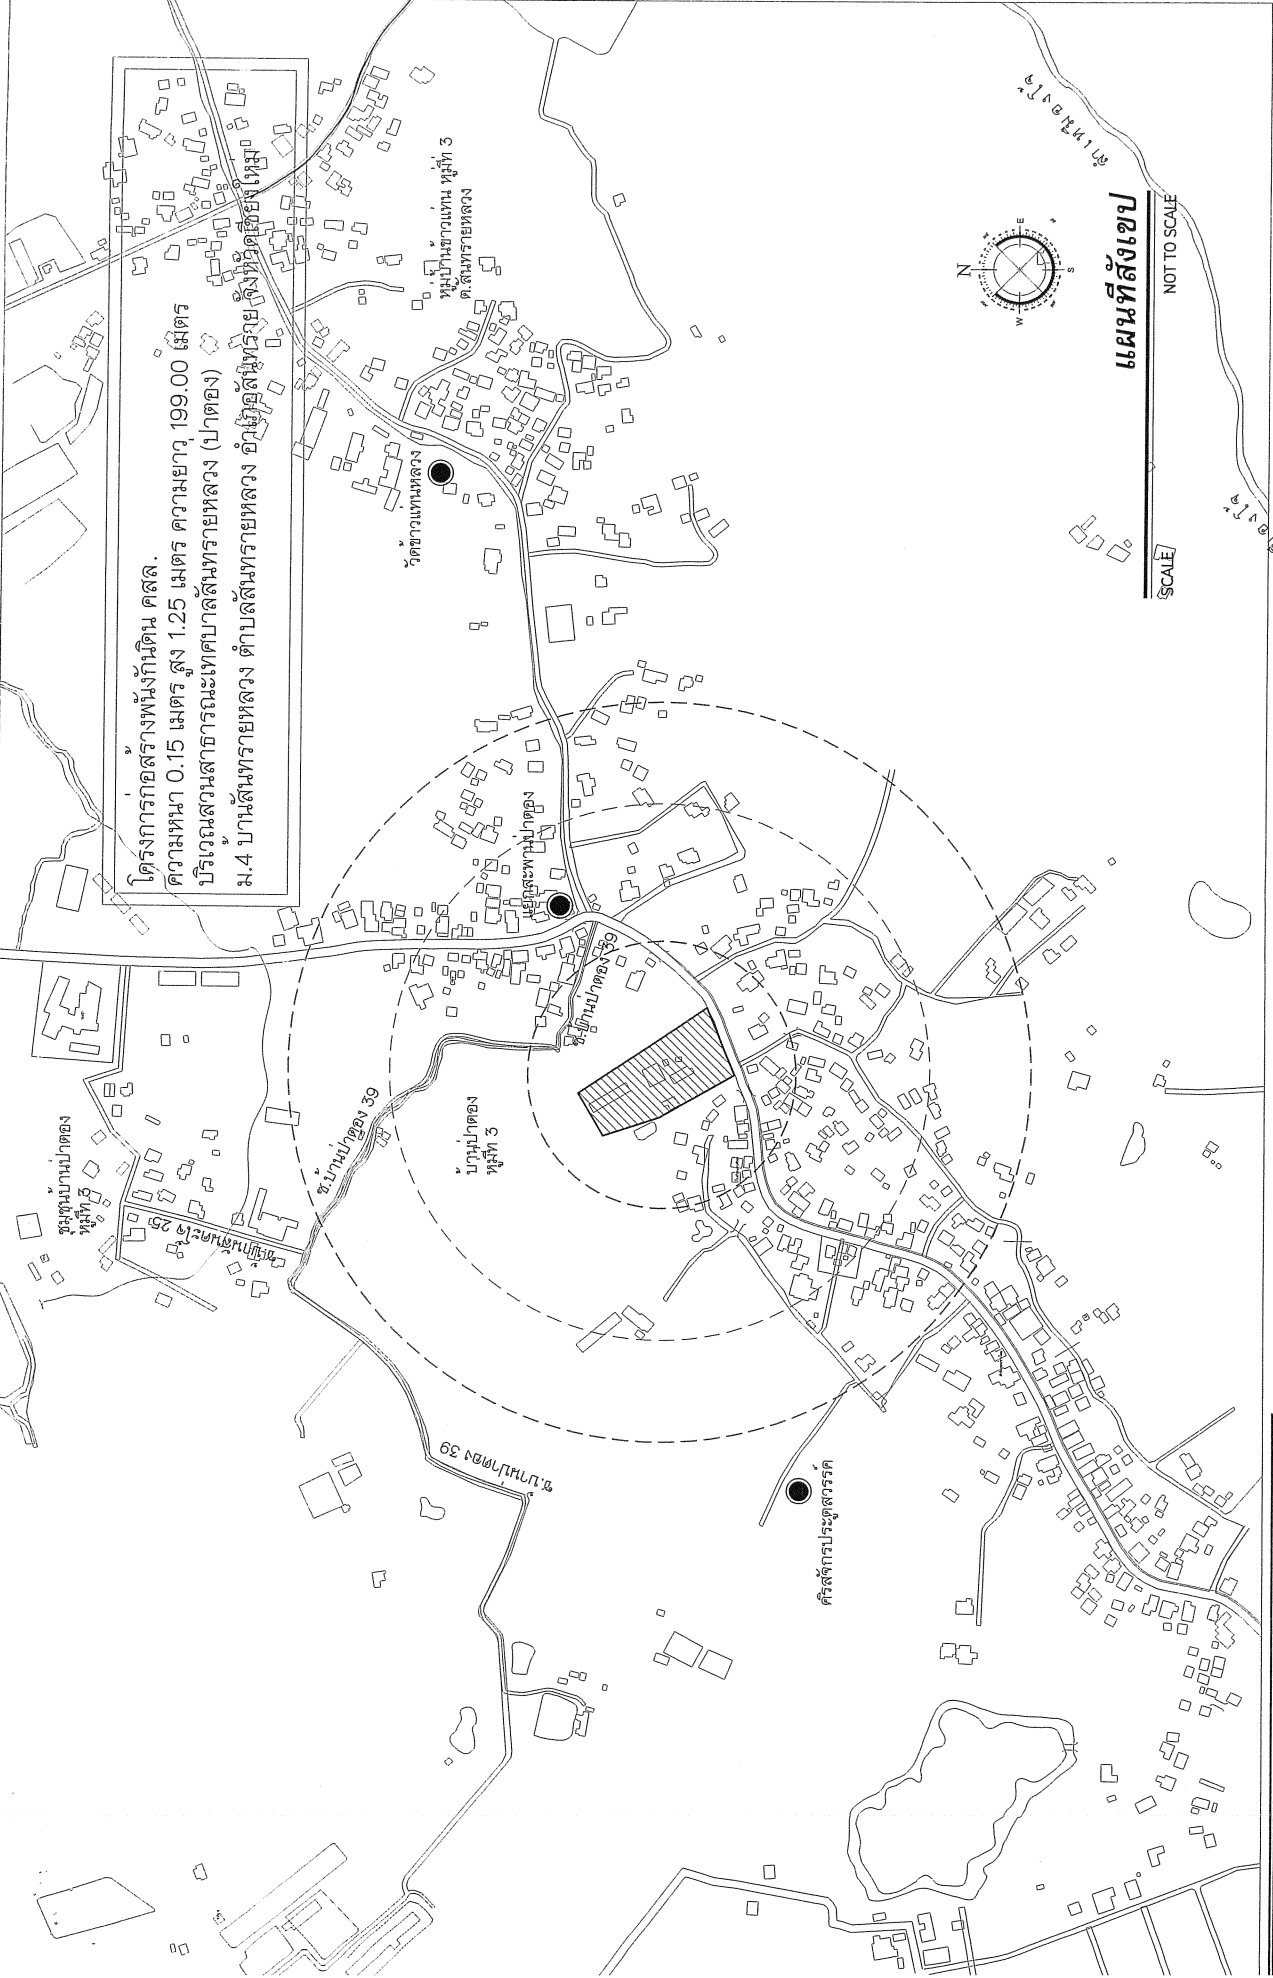 โครงการก่อสร้างพนังกันดิน คสล.
ความหนา 0.15 เมตร สูง 1.25 เมตร ความยาว 199.00 เมตร
บริเวณสวนสาธารณะเทศบาลสันทรายหลวง (ป่าตอง)
ม.4 บ้านสันทรายหลวง ตำบลสันทรายหลวง อำเภอสันทราย จังหวัดเชียงใหม่
หมู่บ้านข้าวแท่น หมู่ที่ 3
ต.สันทรายหลวง
วัดข้าวแท่นหลวง
แยกสะพานป่าตอง
ซ.บ้านป่าตอง 39
ซ.บ้านป่าตอง 39
บ้านป่าตอง
หมู่ที่ 3
ชุมชนบ้านป่าตอง
หมู่ที่ 3
ซ.บ้านป่าตอง 39
คริสจักรประตูสวรรค์
N
E
S
W
แผนที่สังเขป
SCALE
NOT TO SCALE